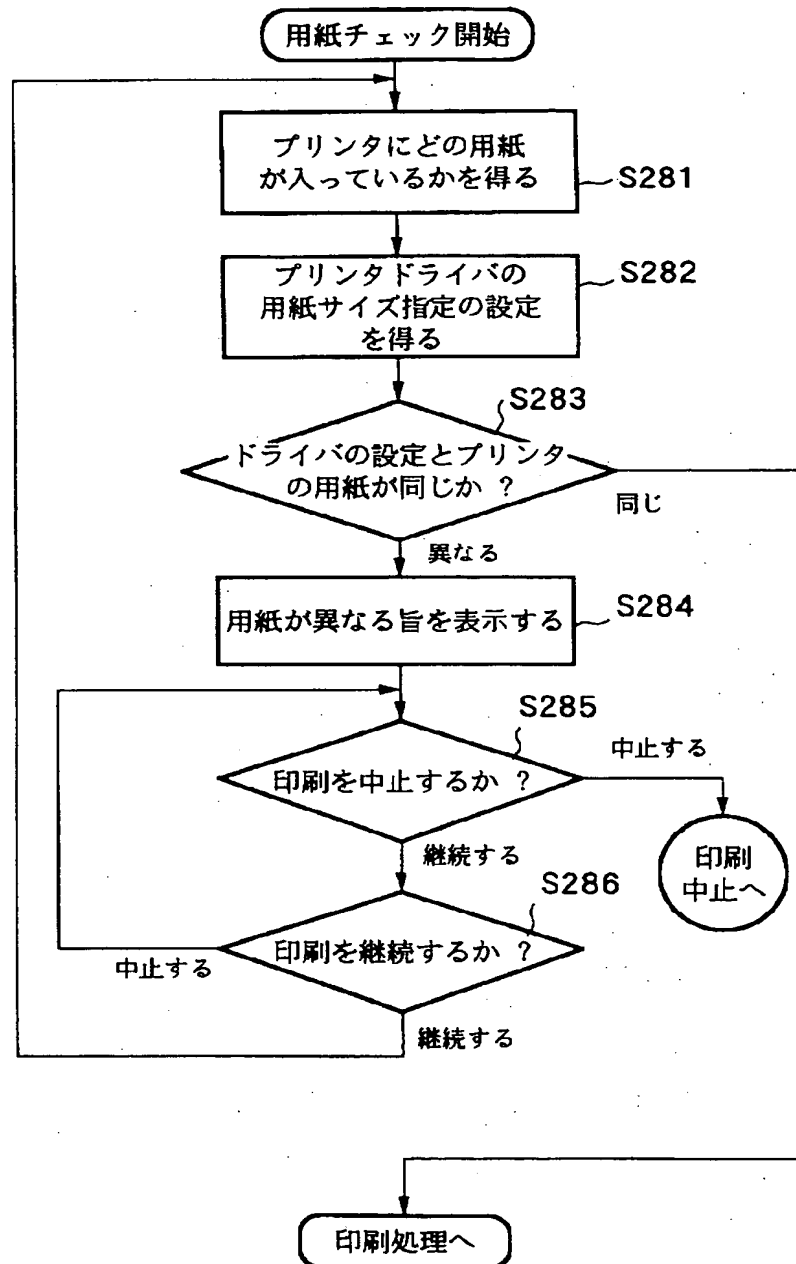 用紙チェック開始
プリンタにどの用紙
が入っているかを得る
S281
プリンタドライバの
用紙サイズ指定の設定
を得る
S282
S283
ドライバの設定とプリンタ
の用紙が同じか ?
同じ
異なる
用紙が異なる旨を表示する
S284
S285
印刷を中止するか ?
中止する
継続する
印刷
中止へ
S286
印刷を継続するか ?
中止する
継続する
印刷処理へ